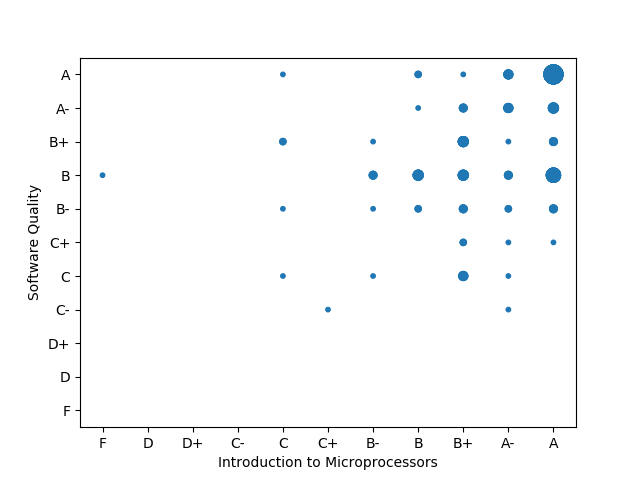 Software Quality
A
A-
B+
B
B-
C+
C
C-
D+
D
F
F D D+ C- C C+ B- B B+ A- A
Introduction to Microprocessors